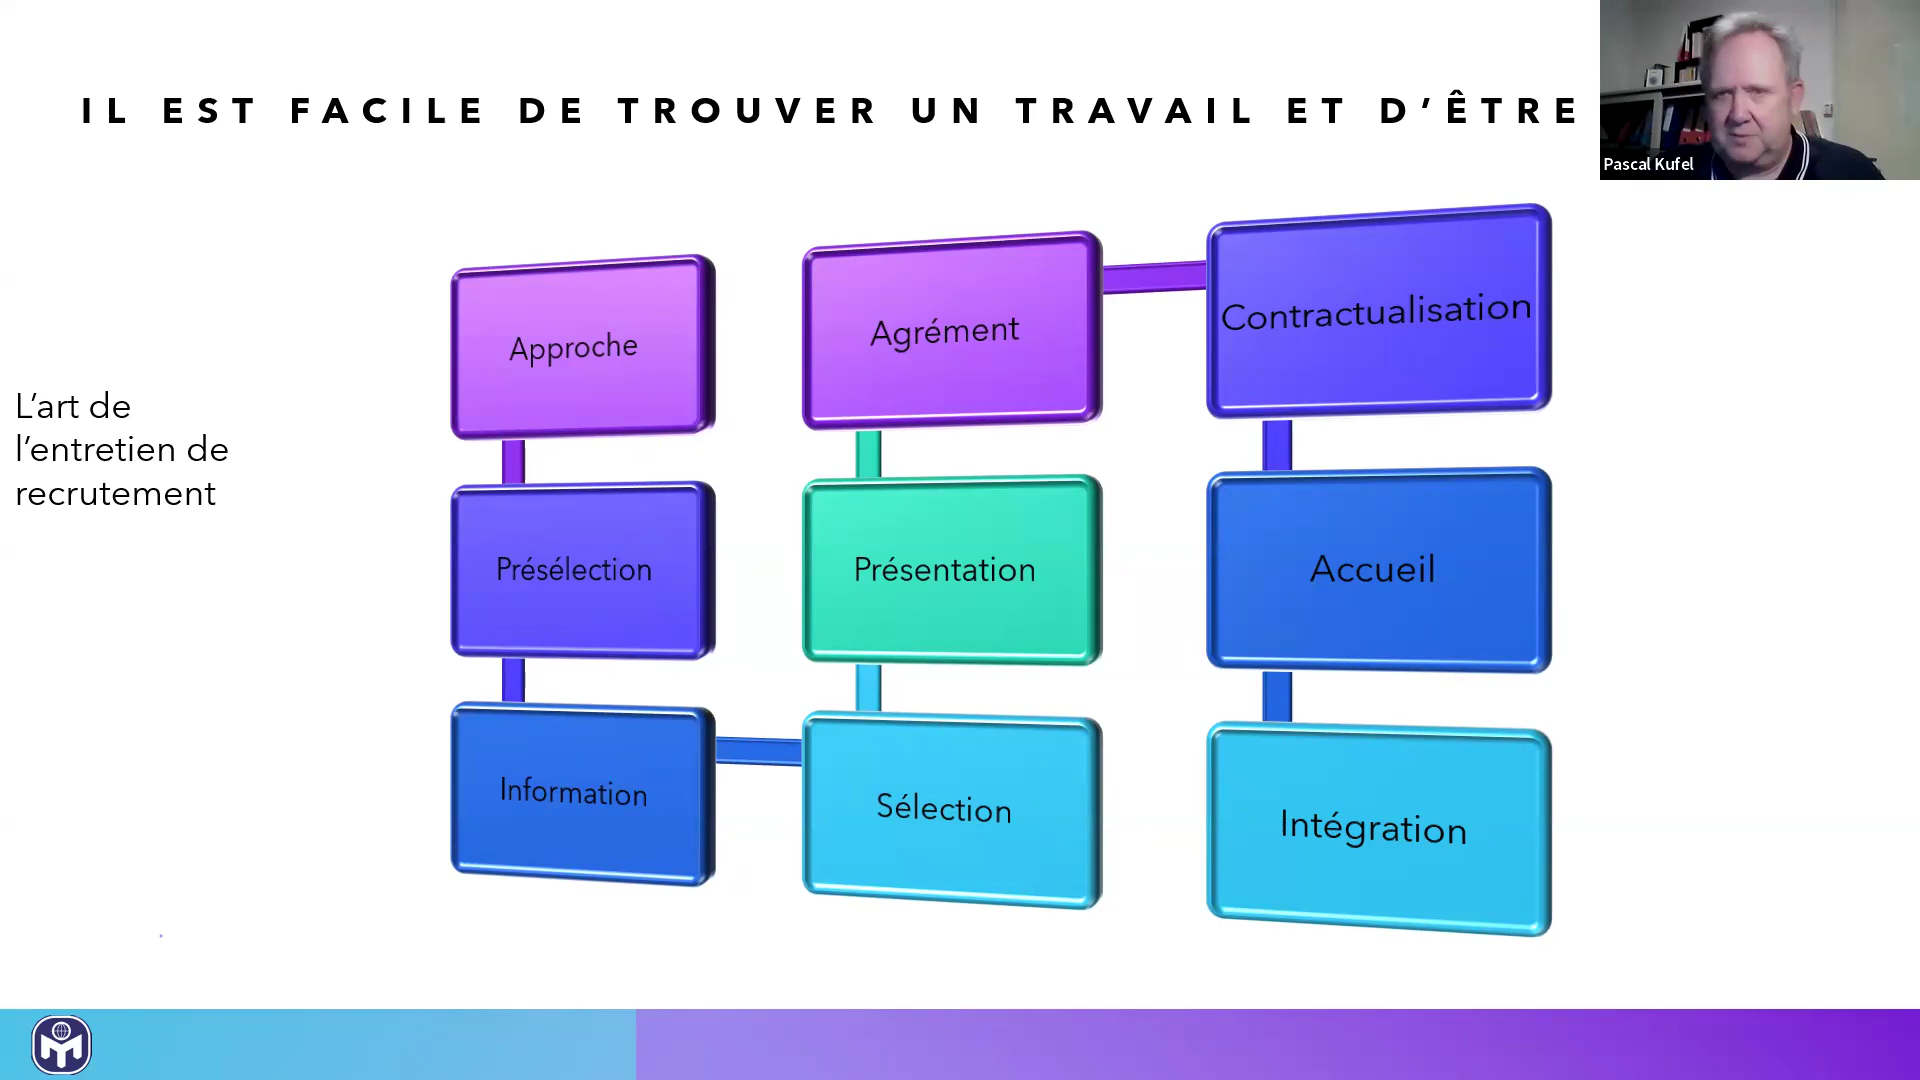 IL EST FACILE DE TROUVER UN TRAVAIL ET D’ÊTRE
Pascal Kufel
L’art de
l’entretien de
recrutement
Approche
Présélection
Information
Sélection
Présentation
Agrément
Contractualisation
Accueil
Intégration